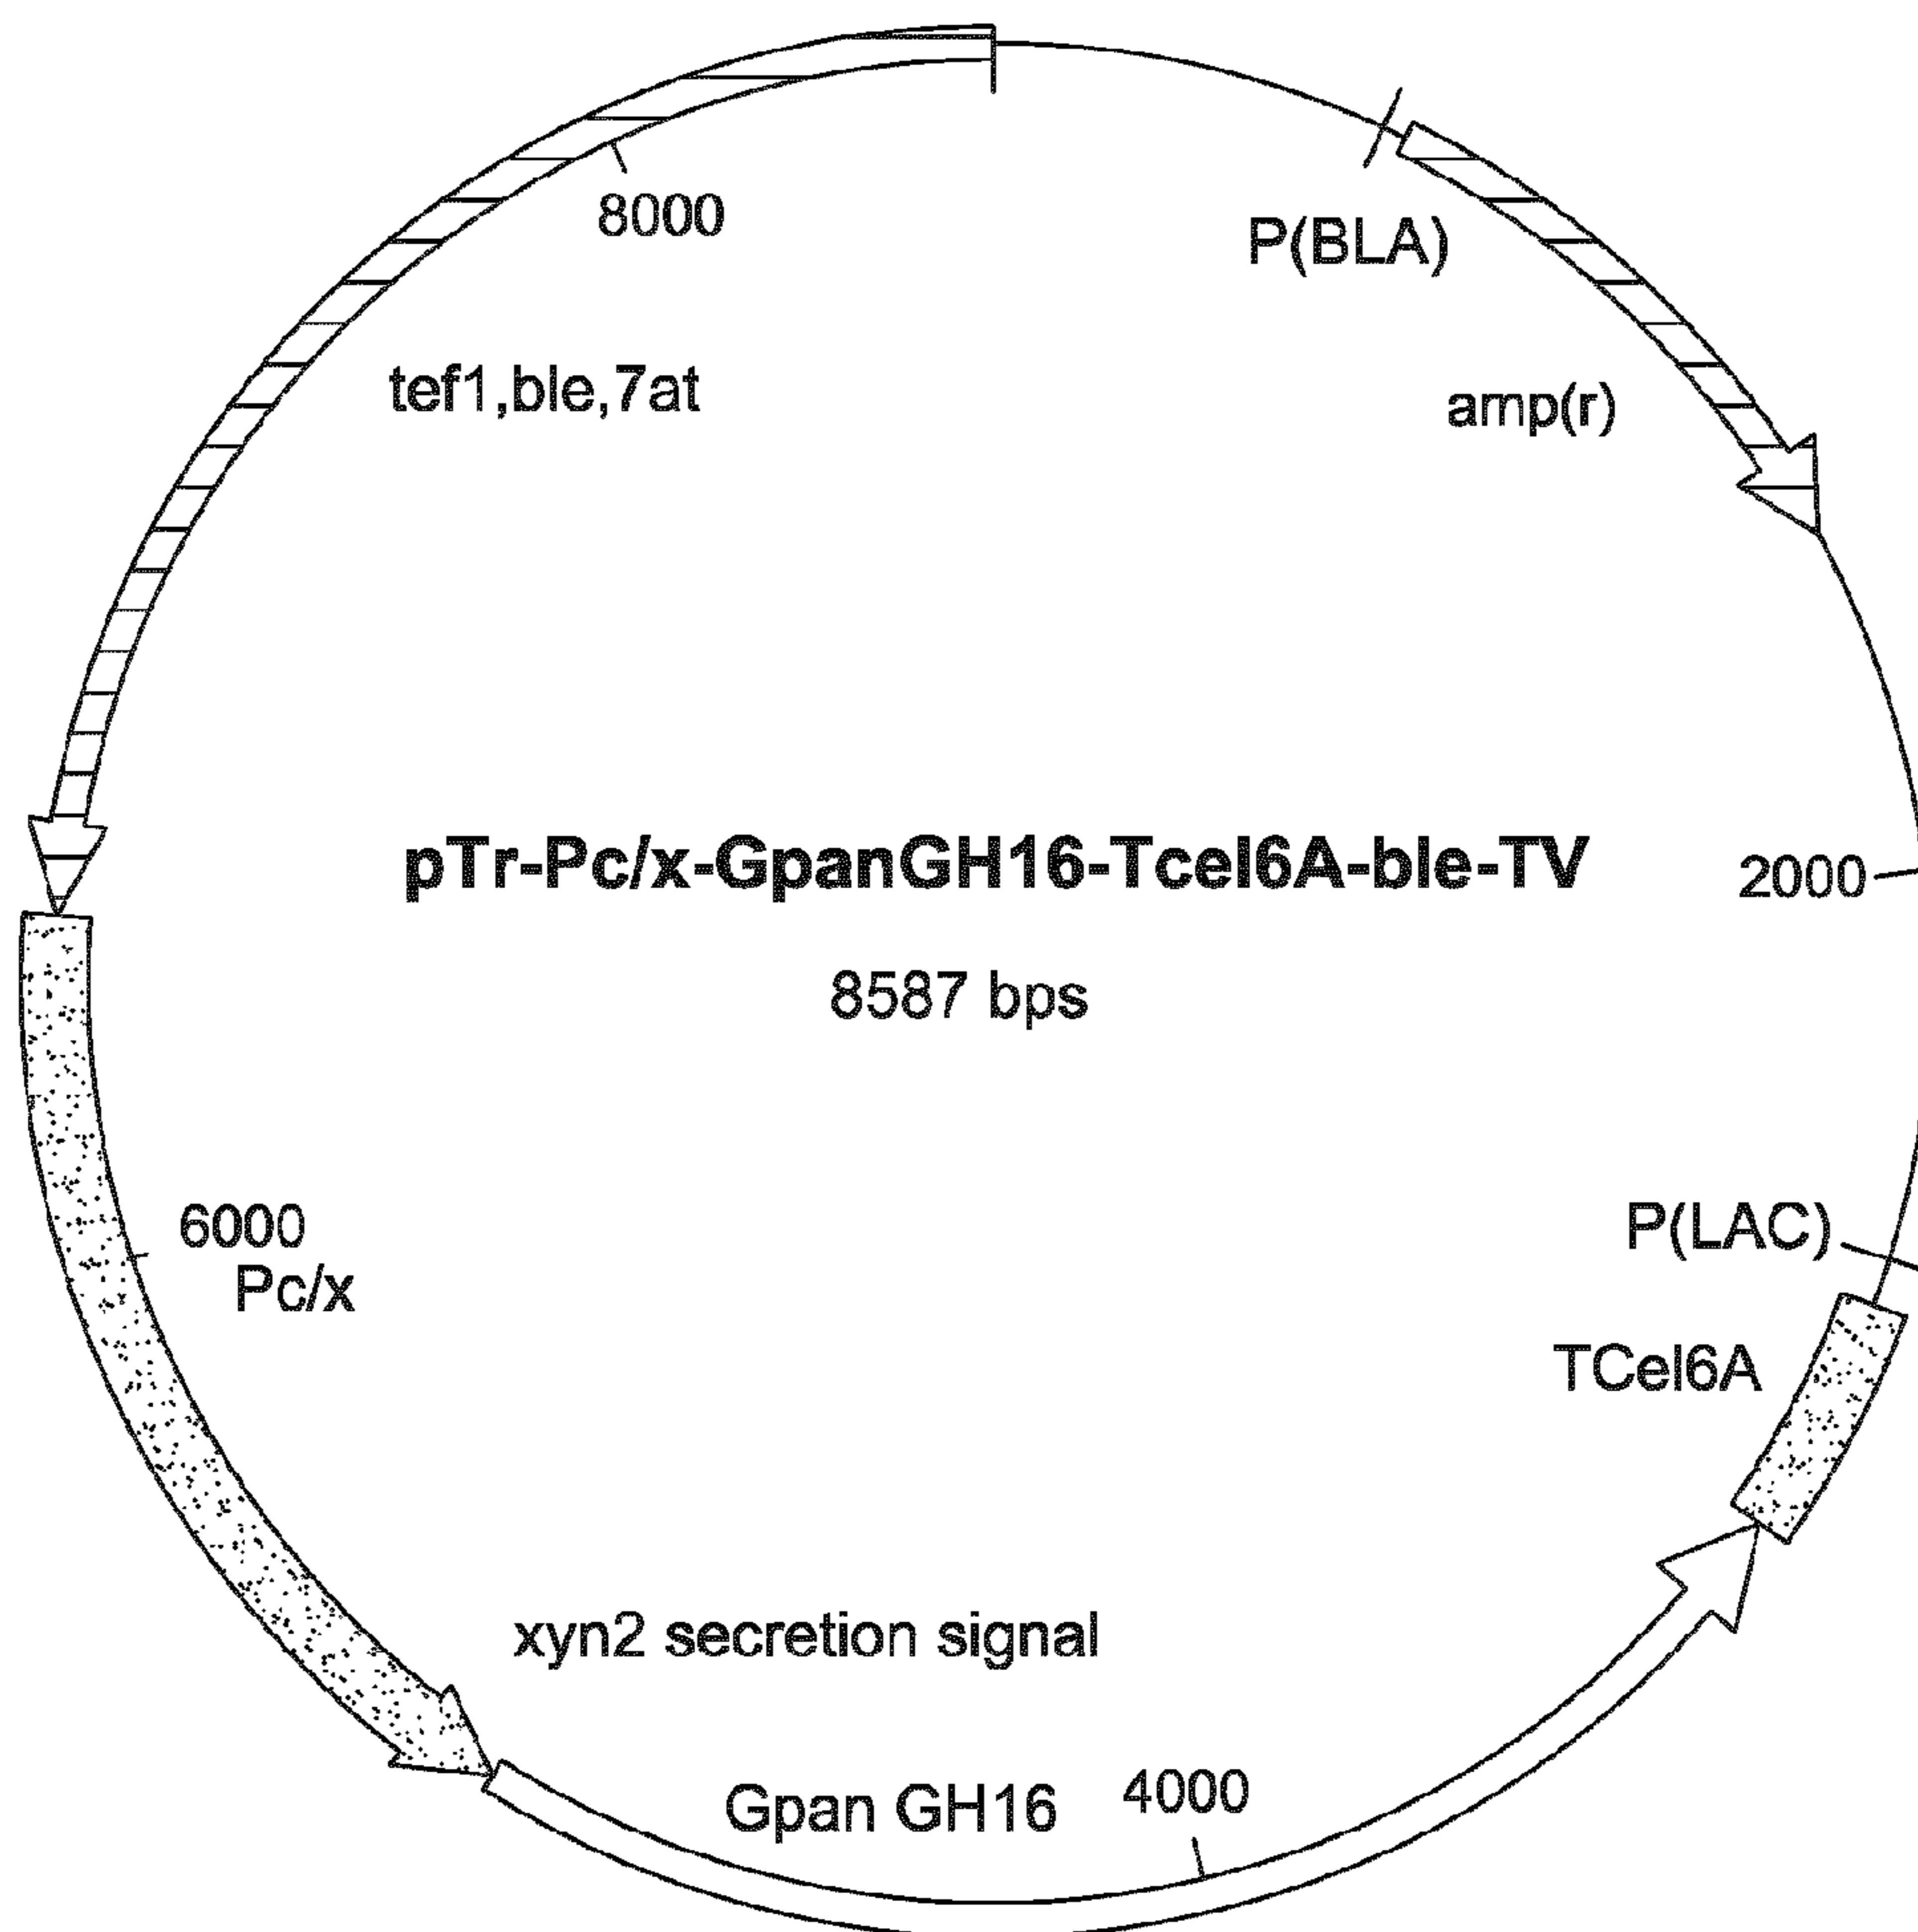 8000
P(BLA)
tef1,ble,7at
amp(r)
pTr-Pc/x-GpanGH16-Tcel6A-ble-TV
2000
8587 bps
6000
P(LAC)
Pc/x
TCel6A
xyn2 secretion signal
Gpan GH16
4000